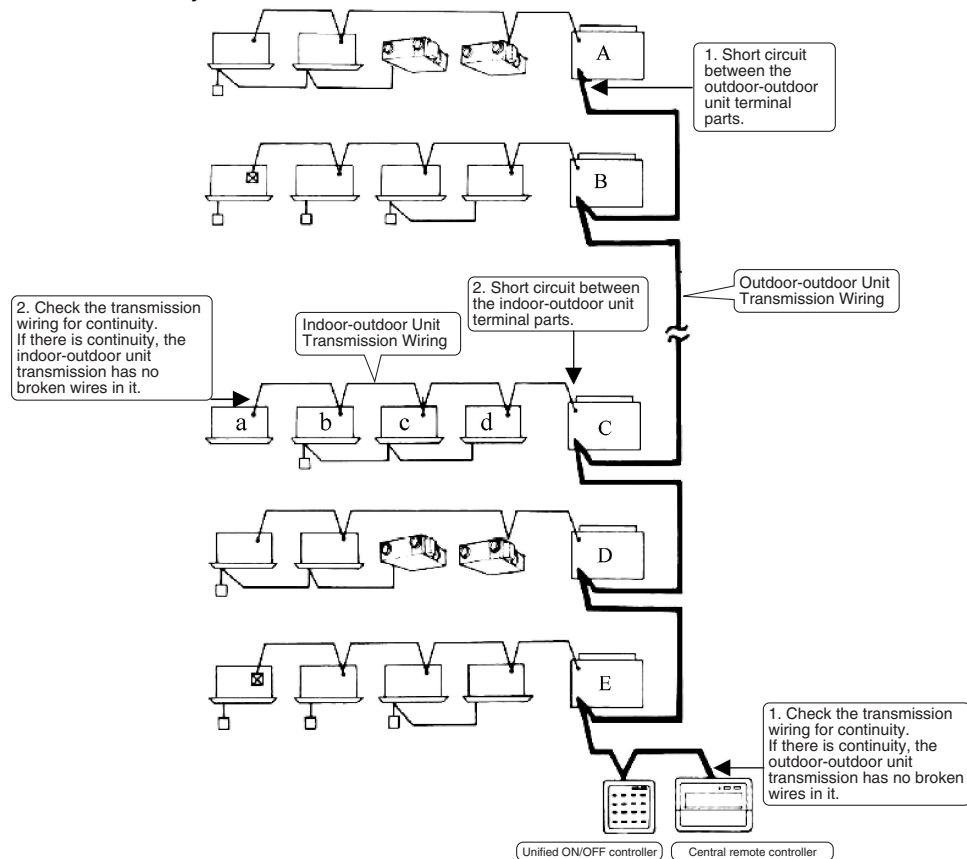 A
1. Short circuit
between the
outdoor-outdoor
unit terminal
parts.
B
Outdoor-outdoor Unit
Transmission Wiring
2. Short circuit between
the indoor-outdoor unit
terminal parts.
2. Check the transmission
wiring for continuity.
If there is continuity, the
indoor-outdoor unit
transmission has no
broken wires in it.
Indoor-outdoor Unit
Transmission Wiring
a
b
c
d
C
D
E
1. Check the transmission
wiring for continuity.
If there is continuity, the
outdoor-outdoor unit
transmission has no broken
wires in it.
Unified ON/OFF controller
Central remote controller